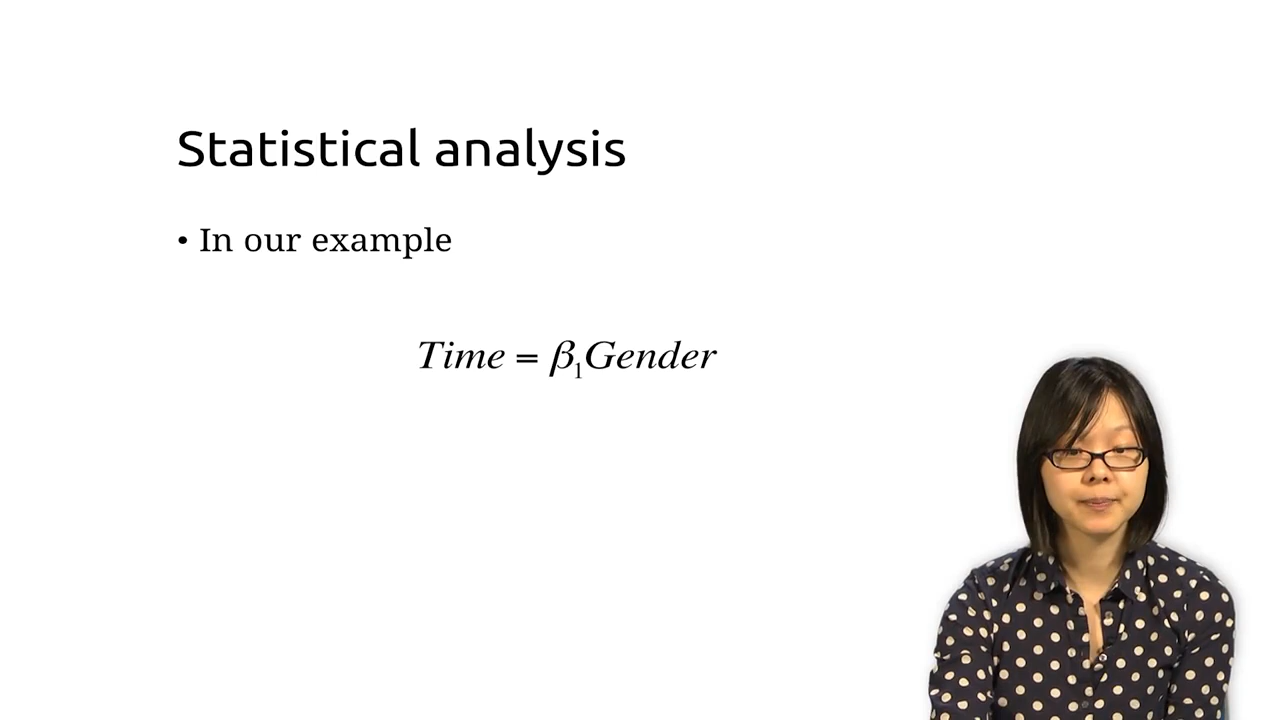 Statistical analysis
• In our example
Time = β₁Gender